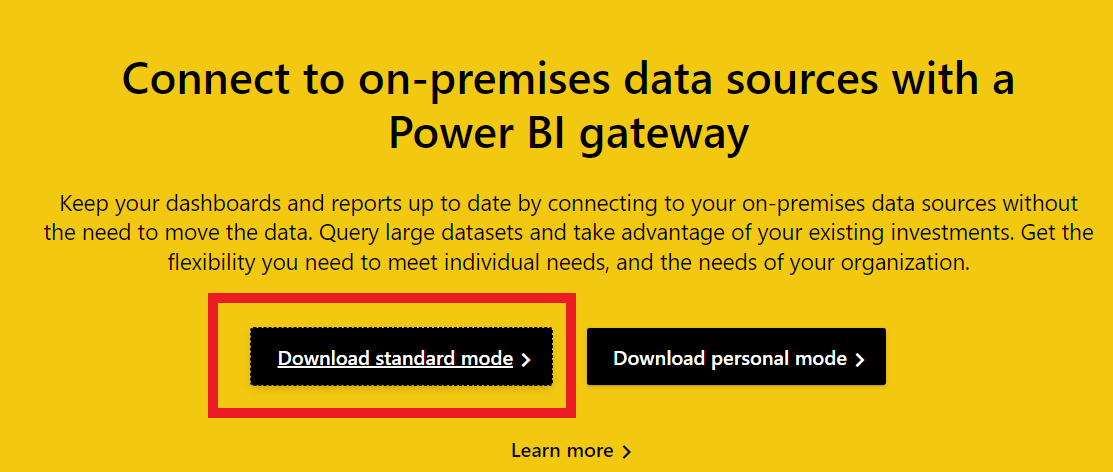 Connect to on-premises data sources with a
Power BI gateway
Keep your dashboards and reports up to date by connecting to your on-premises data sources without
the need to move the data. Query large datasets and take advantage of your existing investments. Get the
flexibility you need to meet individual needs, and the needs of your organization.
Download standard mode
Download personal mode
Learn more